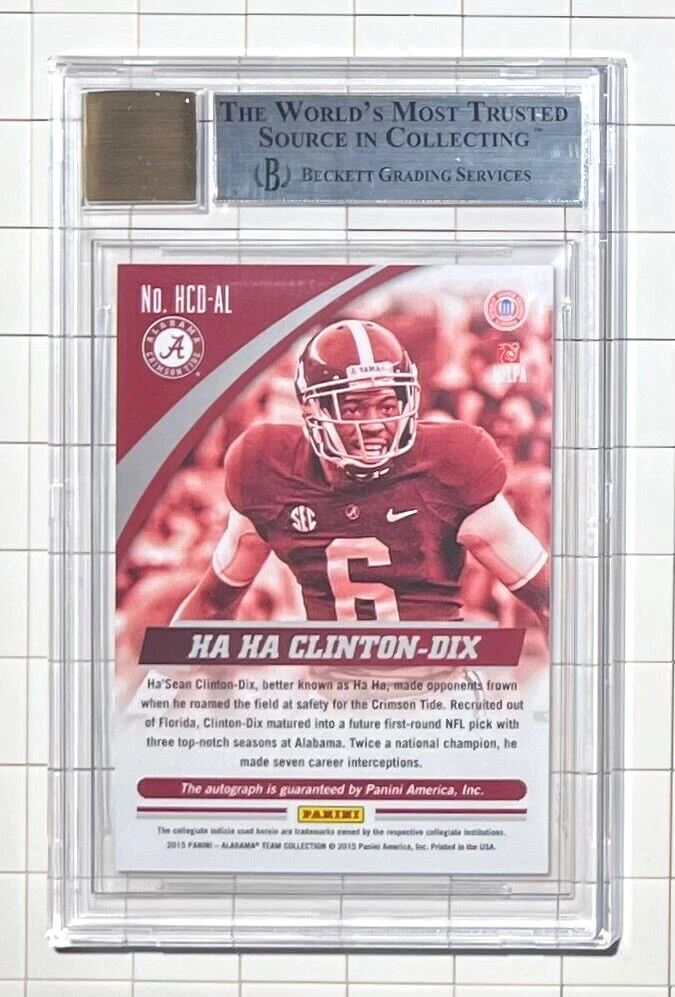 THE WORLD'S MOST TRUSTED
SOURCE IN COLLECTING™
(B.) BECKETT GRADING SERVICES
NO. HCD-AL
ALABAMA
CRIMSON TIDE
A
NFLPA
SEC
A
6
HA HA CLINTON-DIX
Ha'Sean Clinton-Dix, better known as Ha Ha, made opponents frown
when he roamed the field at safety for the Crimson Tide. Recruited out
of Florida, Clinton-Dix matured into a future first-round NFL pick with
three top-notch seasons at Alabama. Twice a national champion, he
made seven career interceptions.
The autograph is guaranteed by Panini America, Inc.
PANINI
The collegiate indicia used herein are trademarks owned by the respective collegiate institutions.
2015 PANINI – ALABAMA® TEAM COLLECTION © 2015 Panini America, Inc. Printed in the USA.